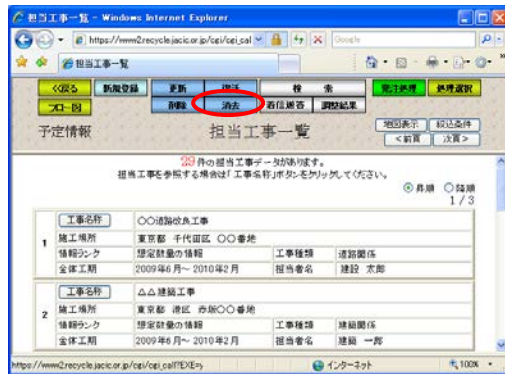 担当工事一覧 - Windows Internet Explorer
https://www2.recycle.jacic.or.jp/cgi/cgi_cal
Google
担当工事一覧
<<戻る 新規登録 更新 復活 検 索 発注処理 処理選択
フロー図 削除 消去 着信返答 調整結果
予定情報 担当工事一覧 地図表示 絞込条件
<前頁 次頁>
29件の担当工事データがあります。
担当工事を参照する場合は「工事名称」ボタンをクリックしてください。
昇順 降順
1 / 3
工事名称 〇〇道路改良工事
1 施工場所 東京都 千代田区 〇〇番地
情報ランク 想定数量の情報 工事種類 道路関係
全体工期 2009年6月～2010年2月 担当者名 建設 太郎
工事名称 △△建築工事
2 施工場所 東京都 港区 赤坂〇〇番地
情報ランク 想定数量の情報 工事種類 建築関係
全体工期 2009年6月～2010年2月 担当者名 建築 一郎
https://www2.recycle.jacic.or.jp/cgi/cgi_call?EXE=y インターネット 100%